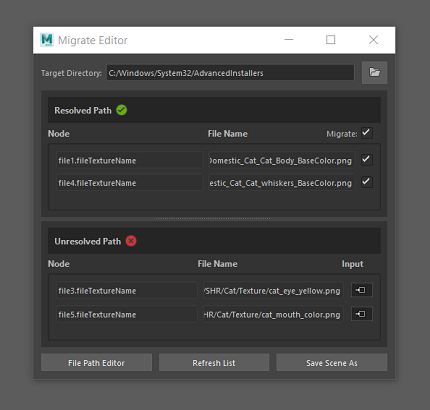 Migrate Editor
Target Directory: C:/Windows/System32/AdvancedInstallers
Resolved Path
Node File Name Migrate:
file1.fileTextureName Domestic_Cat_Cat_Body_BaseColor.png
file4.fileTextureName estic_Cat_Cat_whiskers_BaseColor.png
Unresolved Path
Node File Name Input
file3.fileTextureName /SHR/Cat/Texture/cat_eye_yellow.png
file5.fileTextureName HR/Cat/Texture/cat_mouth_color.png
File Path Editor Refresh List Save Scene As